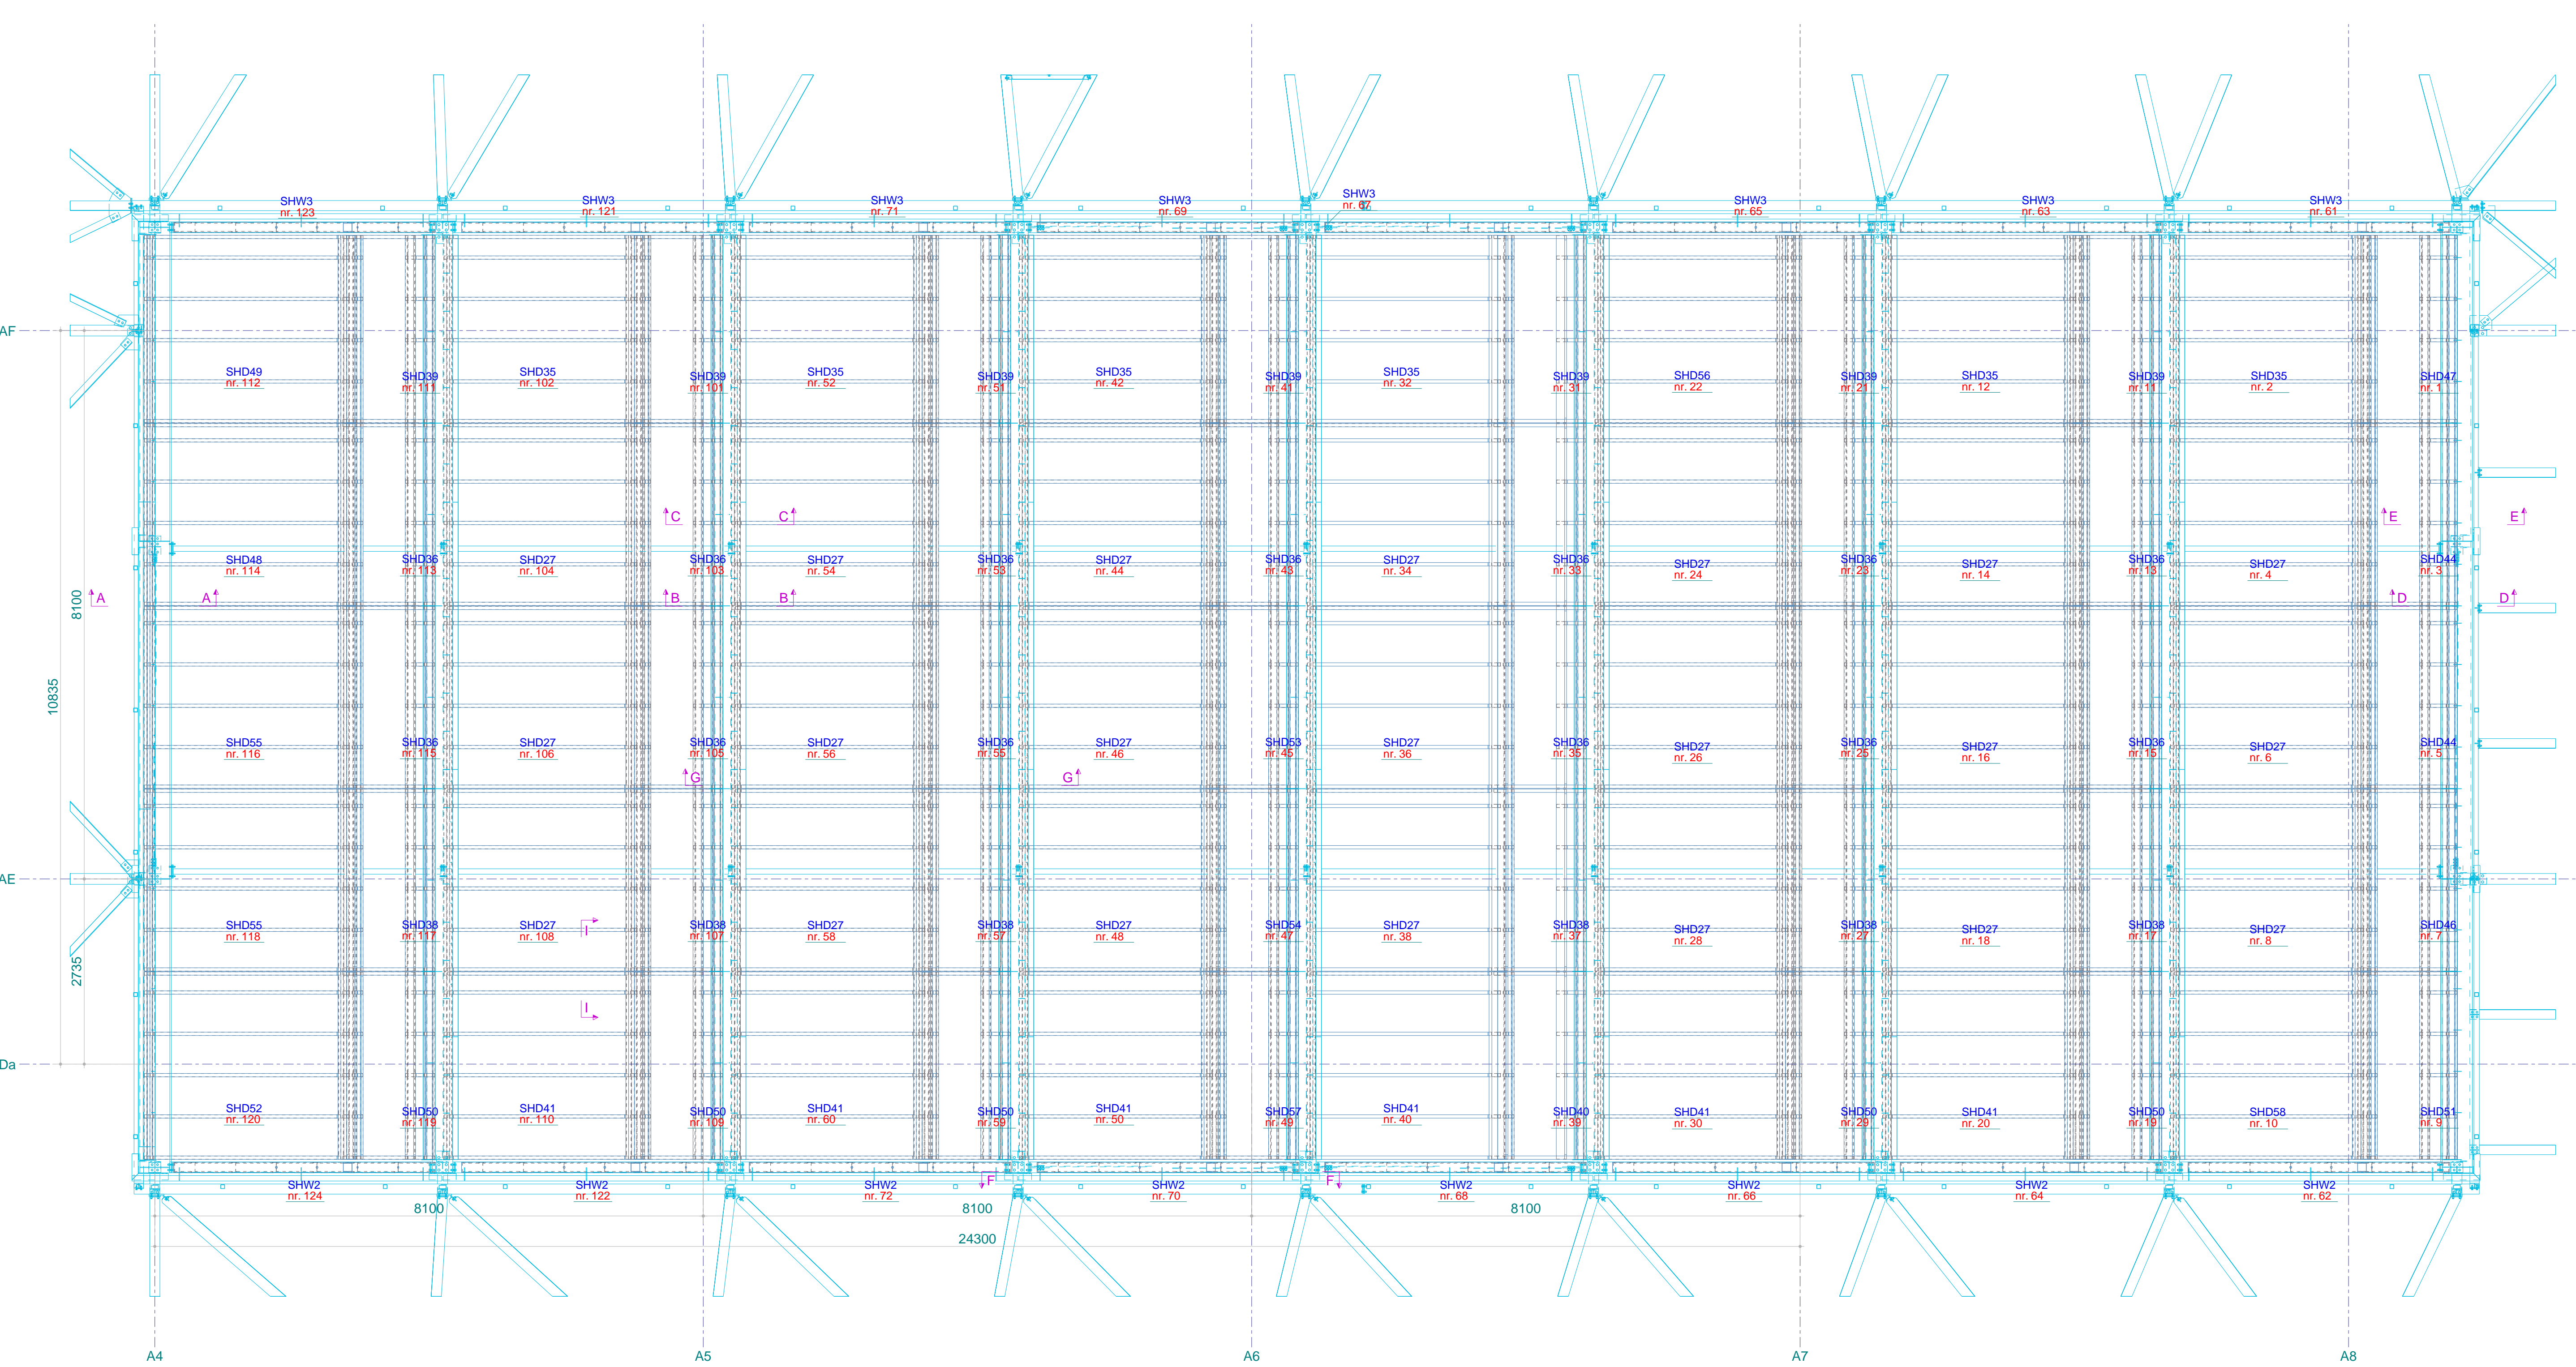 SHW3
nr. 123
SHW3
nr. 121
SHW3
nr. 71
SHW3
nr. 69
SHW3
nr. 67
SHW3
nr. 65
SHW3
nr. 63
SHW3
nr. 61
AF
SHD49
nr. 112
SHD39
nr. 111
SHD35
nr. 102
SHD39
nr. 101
SHD35
nr. 52
SHD39
nr. 51
SHD35
nr. 42
SHD39
nr. 41
SHD35
nr. 32
SHD39
nr. 31
SHD56
nr. 22
SHD39
nr. 21
SHD35
nr. 12
SHD39
nr. 11
SHD35
nr. 2
SHD47
nr. 1
C
C
E
E
SHD48
nr. 114
SHD36
nr. 113
SHD27
nr. 104
SHD36
nr. 103
SHD27
nr. 54
SHD36
nr. 53
SHD27
nr. 44
SHD36
nr. 43
SHD27
nr. 34
SHD36
nr. 33
SHD27
nr. 24
SHD36
nr. 23
SHD27
nr. 14
SHD36
nr. 13
SHD27
nr. 4
SHD44
nr. 3
8100
A
A
B
B
D
D
10835
SHD55
nr. 116
SHD36
nr. 115
SHD27
nr. 106
SHD36
nr. 105
SHD27
nr. 56
SHD36
nr. 55
SHD27
nr. 46
SHD53
nr. 45
SHD27
nr. 36
SHD36
nr. 35
SHD27
nr. 26
SHD36
nr. 25
SHD27
nr. 16
SHD36
nr. 15
SHD27
nr. 6
SHD44
nr. 5
G
G
AE
SHD55
nr. 118
SHD38
nr. 117
SHD27
nr. 108
I
SHD38
nr. 107
SHD27
nr. 58
SHD38
nr. 57
SHD27
nr. 48
SHD54
nr. 47
SHD27
nr. 38
SHD38
nr. 37
SHD27
nr. 28
SHD38
nr. 27
SHD27
nr. 18
SHD38
nr. 17
SHD27
nr. 8
SHD46
nr. 7
2735
I
Da
SHD52
nr. 120
SHD50
nr. 119
SHD41
nr. 110
SHD50
nr. 109
SHD41
nr. 60
SHD50
nr. 59
SHD41
nr. 50
SHD57
nr. 49
SHD41
nr. 40
SHD40
nr. 39
SHD41
nr. 30
SHD50
nr. 29
SHD41
nr. 20
SHD50
nr. 19
SHD58
nr. 10
SHD51
nr. 9
F
F
SHW2
nr. 124
SHW2
nr. 122
SHW2
nr. 72
SHW2
nr. 70
SHW2
nr. 68
SHW2
nr. 66
SHW2
nr. 64
SHW2
nr. 62
8100
8100
8100
24300
A4
A5
A6
A7
A8